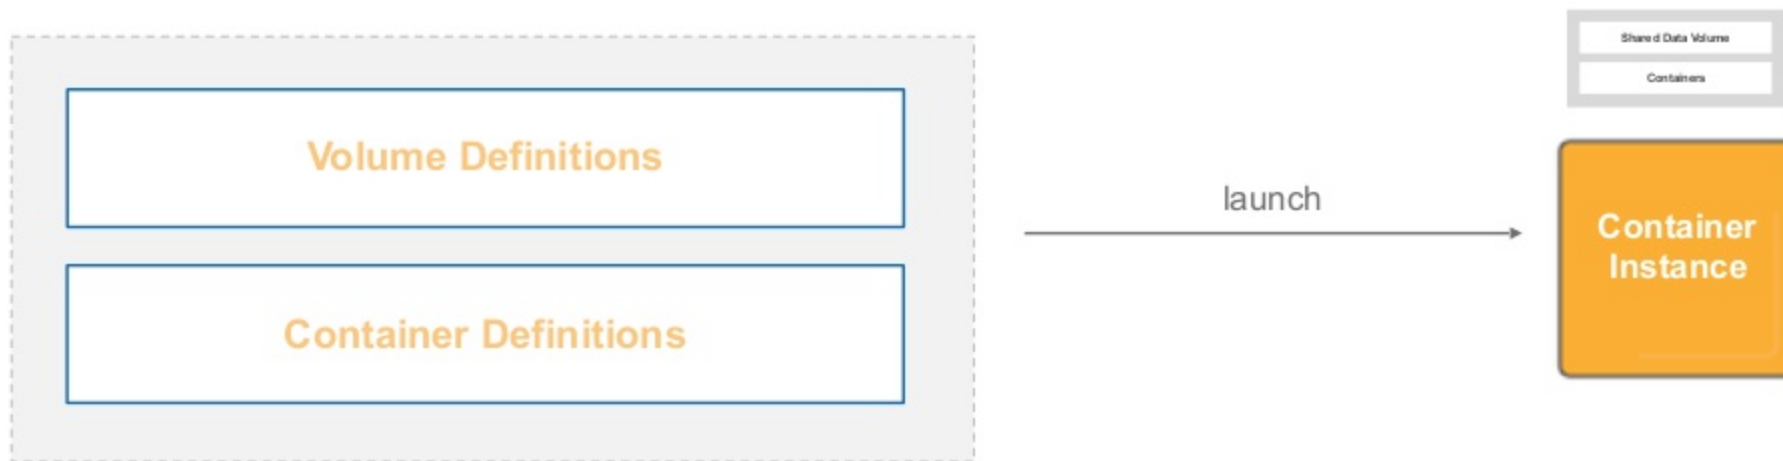 Volume Definitions
Container Definitions
launch
Shared Data Volume
Containers
Container
Instance